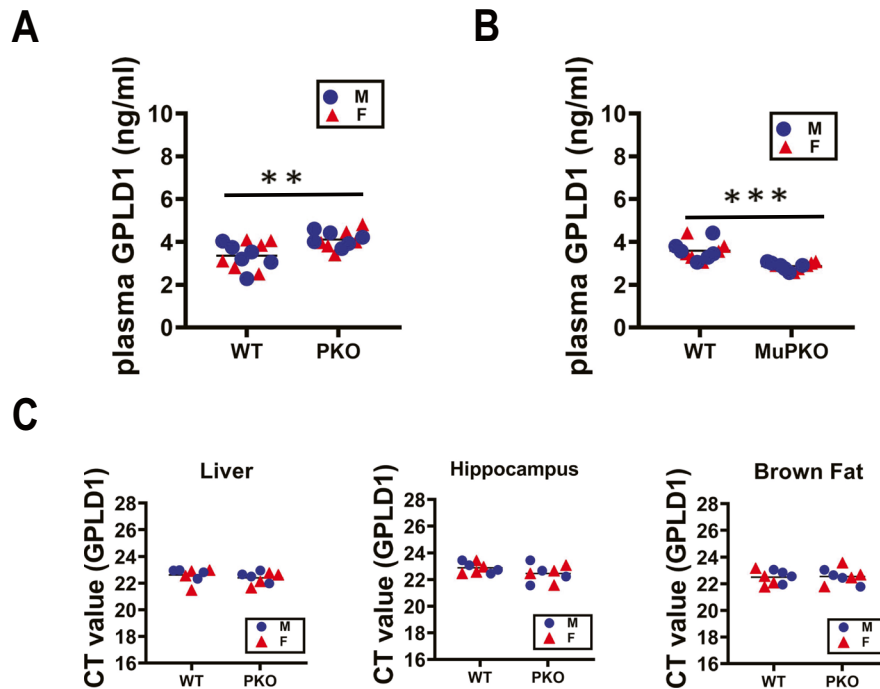 A
plasma GPLD1 (ng/ml)
10
8
6
4
2
0
M
F
**
WT PKO
B
plasma GPLD1 (ng/ml)
10
8
6
4
2
0
M
F
***
WT MuPKO
C
Liver
CT value (GPLD1)
28
26
24
22
20
18
16
M
F
WT PKO
Hippocampus
CT value (GPLD1)
28
26
24
22
20
18
16
M
F
WT PKO
Brown Fat
CT value (GPLD1)
28
26
24
22
20
18
16
M
F
WT PKO